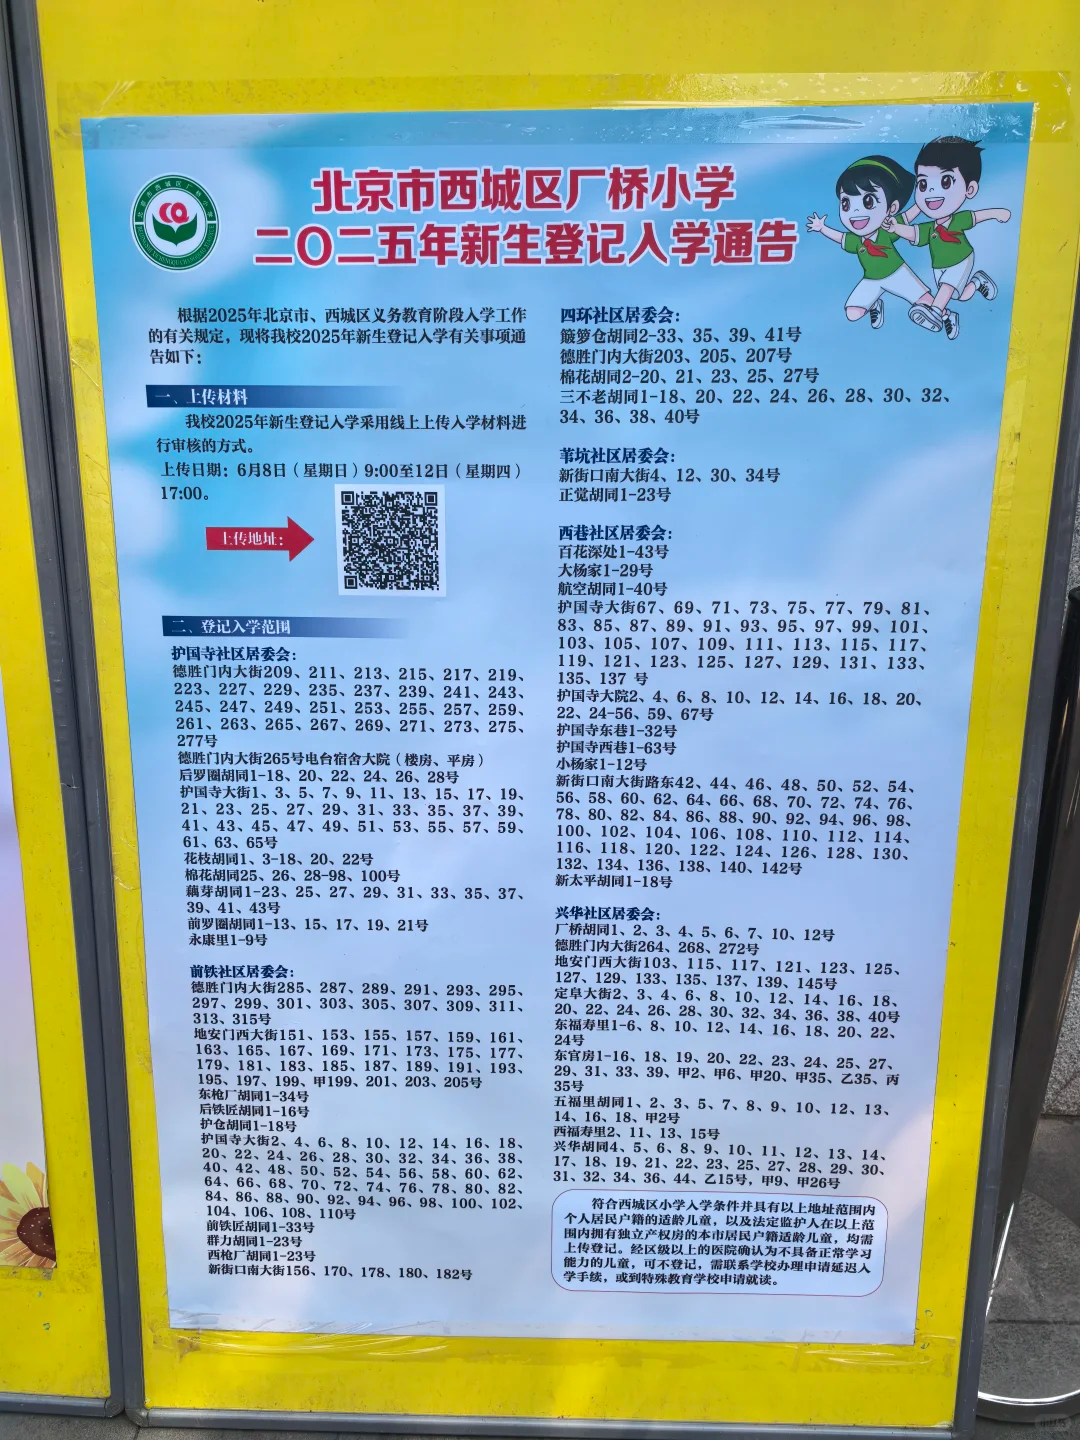 北京市西城区厂桥小学
二〇二五年新生登记入学通告
根据2025年北京市、西城区义务教育阶段入学工作
的有关规定，现将我校2025年新生登记入学有关事项通
告如下：
一、上传材料
我校2025年新生登记入学采用线上上传入学材料进
行审核的方式。
上传日期：6月8日（星期日）9:00至12日（星期四）
17:00。
上传地址：
二、登记入学范围
护国寺社区居委会：
德胜门内大街209、211、213、215、217、219、
223、227、229、235、237、239、241、243、
245、247、249、251、253、255、257、259、
261、263、265、267、269、271、273、275、
277号
德胜门内大街265号电台宿舍大院（楼房、平房）
后罗圈胡同1-18、20、22、24、26、28号
护国寺大街1、3、5、7、9、11、13、15、17、19、
21、23、25、27、29、31、33、35、37、39、
41、43、45、47、49、51、53、55、57、59、
61、63、65号
花枝胡同1、3-18、20、22号
棉花胡同25、26、28-98、100号
藕芽胡同1-23、25、27、29、31、33、35、37、
39、41、43号
前罗圈胡同1-13、15、17、19、21号
永康里1-9号
前铁社区居委会：
德胜门内大街285、287、289、291、293、295、
297、299、301、303、305、307、309、311、
313、315号
地安门西大街151、153、155、157、159、161、
163、165、167、169、171、173、175、177、
179、181、183、185、187、189、191、193、
195、197、199、甲199、201、203、205号
东枪厂胡同1-34号
后铁匠胡同1-16号
护仓胡同1-18号
护国寺大街2、4、6、8、10、12、14、16、18、
20、22、24、26、28、30、32、34、36、38、
40、42、48、50、52、54、56、58、60、62、
64、66、68、70、72、74、76、78、80、82、
84、86、88、90、92、94、96、98、100、102、
104、106、108、110号
前铁匠胡同1-33号
群力胡同1-23号
西枪厂胡同1-23号
新街口南大街156、170、178、180、182号
四环社区居委会：
簸箩仓胡同2-33、35、39、41号
德胜门内大街203、205、207号
棉花胡同2-20、21、23、25、27号
三不老胡同1-18、20、22、24、26、28、30、32、
34、36、38、40号
苇坑社区居委会：
新街口南大街4、12、30、34号
正觉胡同1-23号
西巷社区居委会：
百花深处1-43号
大杨家1-29号
航空胡同1-40号
护国寺大街67、69、71、73、75、77、79、81、
83、85、87、89、91、93、95、97、99、101、
103、105、107、109、111、113、115、117、
119、121、123、125、127、129、131、133、
135、137 号
护国寺大院2、4、6、8、10、12、14、16、18、20、
22、24-56、59、67号
护国寺东巷1-32号
护国寺西巷1-63号
小杨家1-12号
新街口南大街路东42、44、46、48、50、52、54、
56、58、60、62、64、66、68、70、72、74、76、
78、80、82、84、86、88、90、92、94、96、98、
100、102、104、106、108、110、112、114、
116、118、120、122、124、126、128、130、
132、134、136、138、140、142号
新太平胡同1-18号
兴华社区居委会：
厂桥胡同1、2、3、4、5、6、7、10、12号
德胜门内大街264、268、272号
地安门西大街103、115、117、121、123、125、
127、129、133、135、137、139、145号
定阜大街2、3、4、6、8、10、12、14、16、18、
20、22、24、26、28、30、32、34、36、38、40号
东福寿里1-6、8、10、12、14、16、18、20、22、
24号
东官房1-16、18、19、20、22、23、24、25、27、
29、31、33、39、甲2、甲6、甲20、甲35、乙35、丙
35号
五福里胡同1、2、3、5、7、8、9、10、12、13、
14、16、18、甲2号
西福寿里2、11、13、15号
兴华胡同4、5、6、8、9、10、11、12、13、14、
17、18、19、21、22、23、25、27、28、29、30、
31、32、34、36、44、乙15号，甲9、甲26号
符合西城区小学入学条件并具有以上地址范围内
个人居民户籍的适龄儿童，以及法定监护人在以上范
围内拥有独立产权房的本市居民户籍适龄儿童，均需
上传登记。经区级以上的医院确认为不具备正常学习
能力的儿童，可不登记，需联系学校办理申请延迟入
学手续，或到特殊教育学校申请就读。